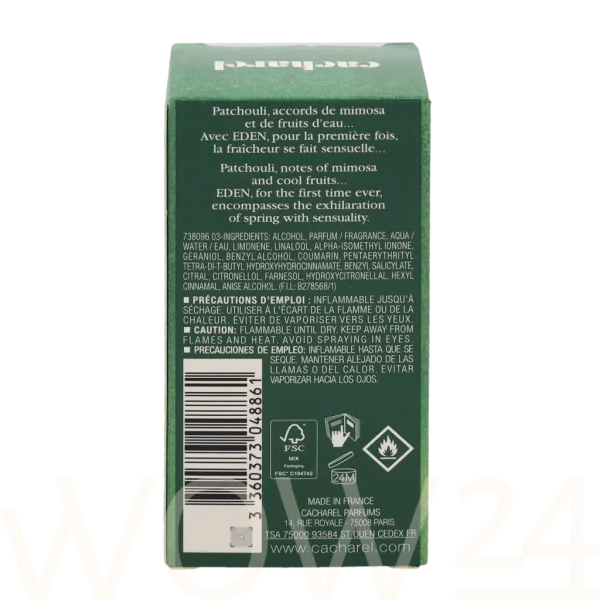 cacharel
Patchouli, accords de mimosa
et de fruits d'eau...
Avec EDEN, pour la première fois,
la fraîcheur se fait sensuelle...
Patchouli, notes of mimosa
and cool fruits...
EDEN, for the first time ever,
encompasses the exhilaration
of spring with sensuality.
738096 03-INGREDIENTS: ALCOHOL, PARFUM / FRAGRANCE, AQUA /
WATER / EAU, LIMONENE, LINALOOL, ALPHA-ISOMETHYL IONONE,
GERANIOL, BENZYL ALCOHOL, COUMARIN, PENTAERYTHRITYL
TETRA-DI-T-BUTYL HYDROXYHYDROCINNAMATE, BENZYL SALICYLATE,
CITRAL, CITRONELLOL, FARNESOL, HYDROXYCITRONELLAL, HEXYL
CINNAMAL, ANISE ALCOHOL. (F.I.L: B278568/1)
PRÉCAUTIONS D'EMPLOI : INFLAMMABLE JUSQU'À
SÉCHAGE. UTILISER À L'ÉCART DE LA FLAMME OU DE LA
CHALEUR, ÉVITER DE VAPORISER VERS LES YEUX.
CAUTION: FLAMMABLE UNTIL DRY. KEEP AWAY FROM
FLAMES AND HEAT. AVOID SPRAYING IN EYES.
PRECAUCIONES DE EMPLEO: INFLAMABLE HASTA QUE SE
SEQUE. MANTENER ALEJADO DE LAS
LLAMAS O DEL CALOR. EVITAR
VAPORIZAR HACIA LOS OJOS.
3 360373 048861
FSC
MIX
Packaging
FSC® C104742
24M
MADE IN FRANCE
CACHAREL PARFUMS
14, RUE ROYALE - 75008 PARIS
TSA 75000 93584 ST OUEN CEDEX FR
www.cacharel.com
WOW24